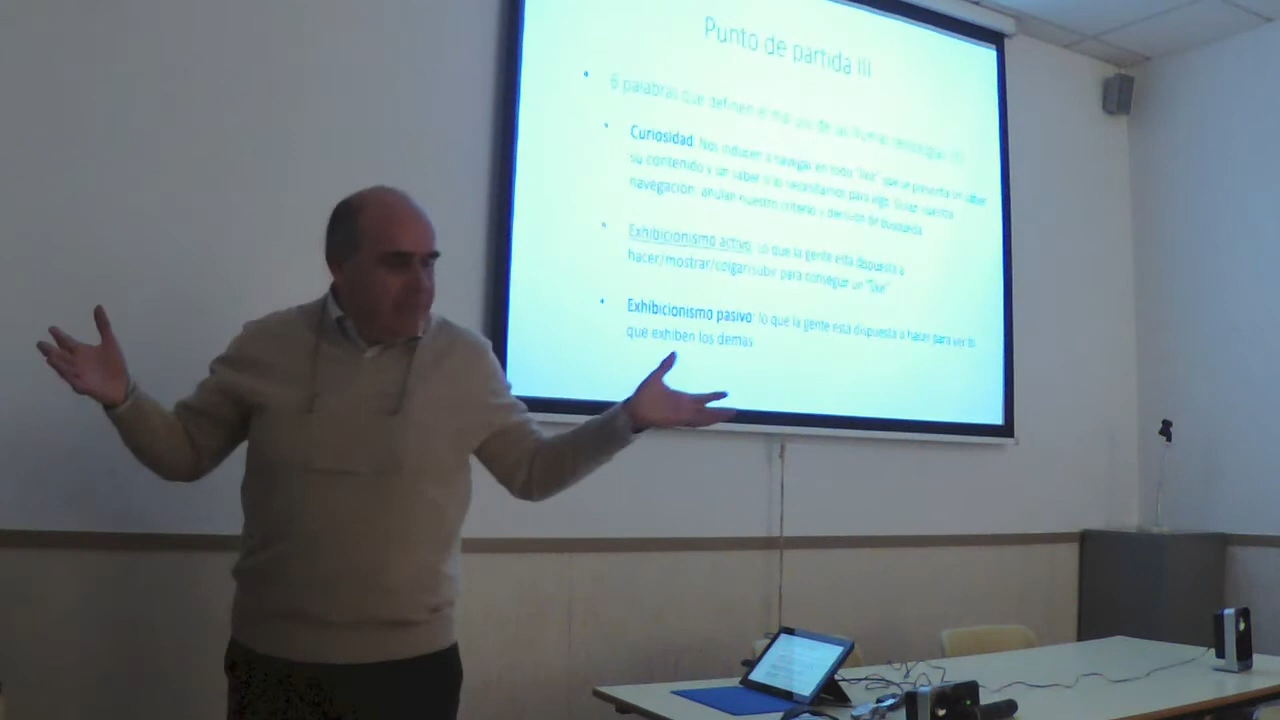 Punto de partida III
6 palabras que definen el mal uso de las
Curiosidad. Nos inducen a navegar en todo "like" que se presenta sin saber
su contenido y sin saber si lo necesitamos para algo. Guían nuestra
navegación: anulan nuestro criterio y decisión de búsqueda
Exhibicionismo activo: lo que la gente está dispuesta a
hacer/mostrar/colgar/subir para conseguir un "like"
Exhibicionismo pasivo: lo que la gente está dispuesta a hacer para ver lo
que exhiben los demás